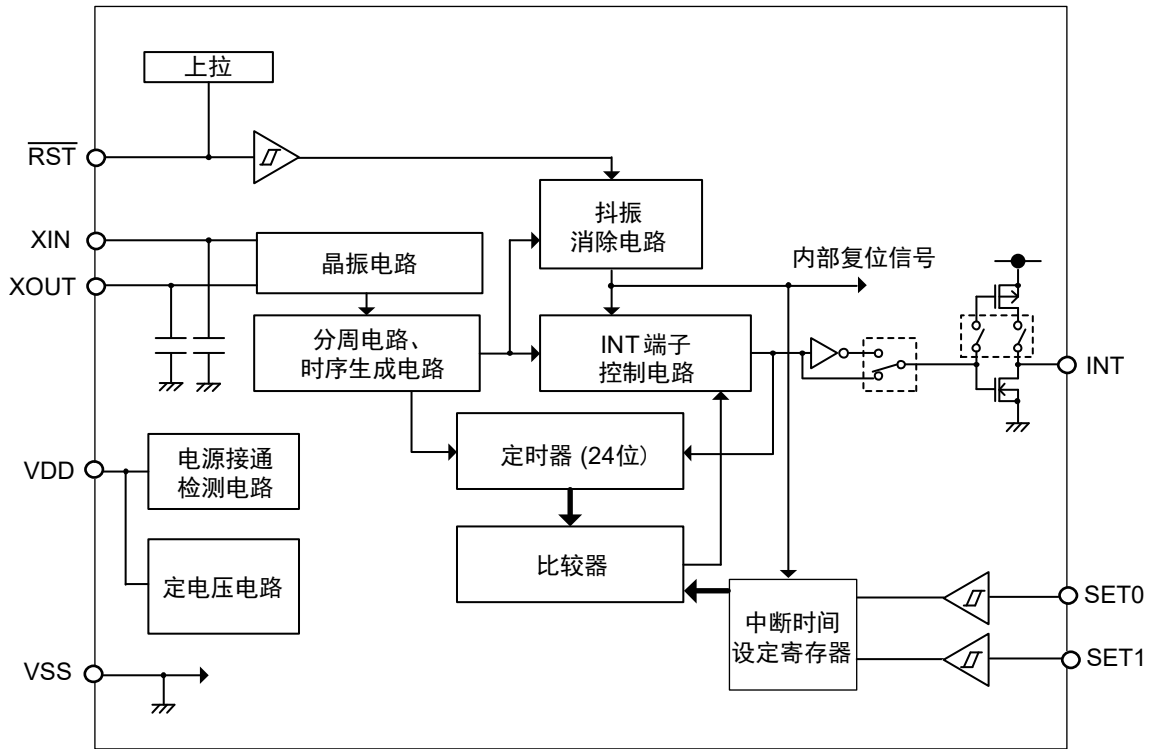 上拉
RST
抖振
消除电路
XIN
晶振电路
内部复位信号
XOUT
分周电路、
时序生成电路
INT 端子
控制电路
INT
定时器 (24位)
VDD
电源接通
检测电路
比较器
定电压电路
SET0
中断时间
设定寄存器
SET1
VSS